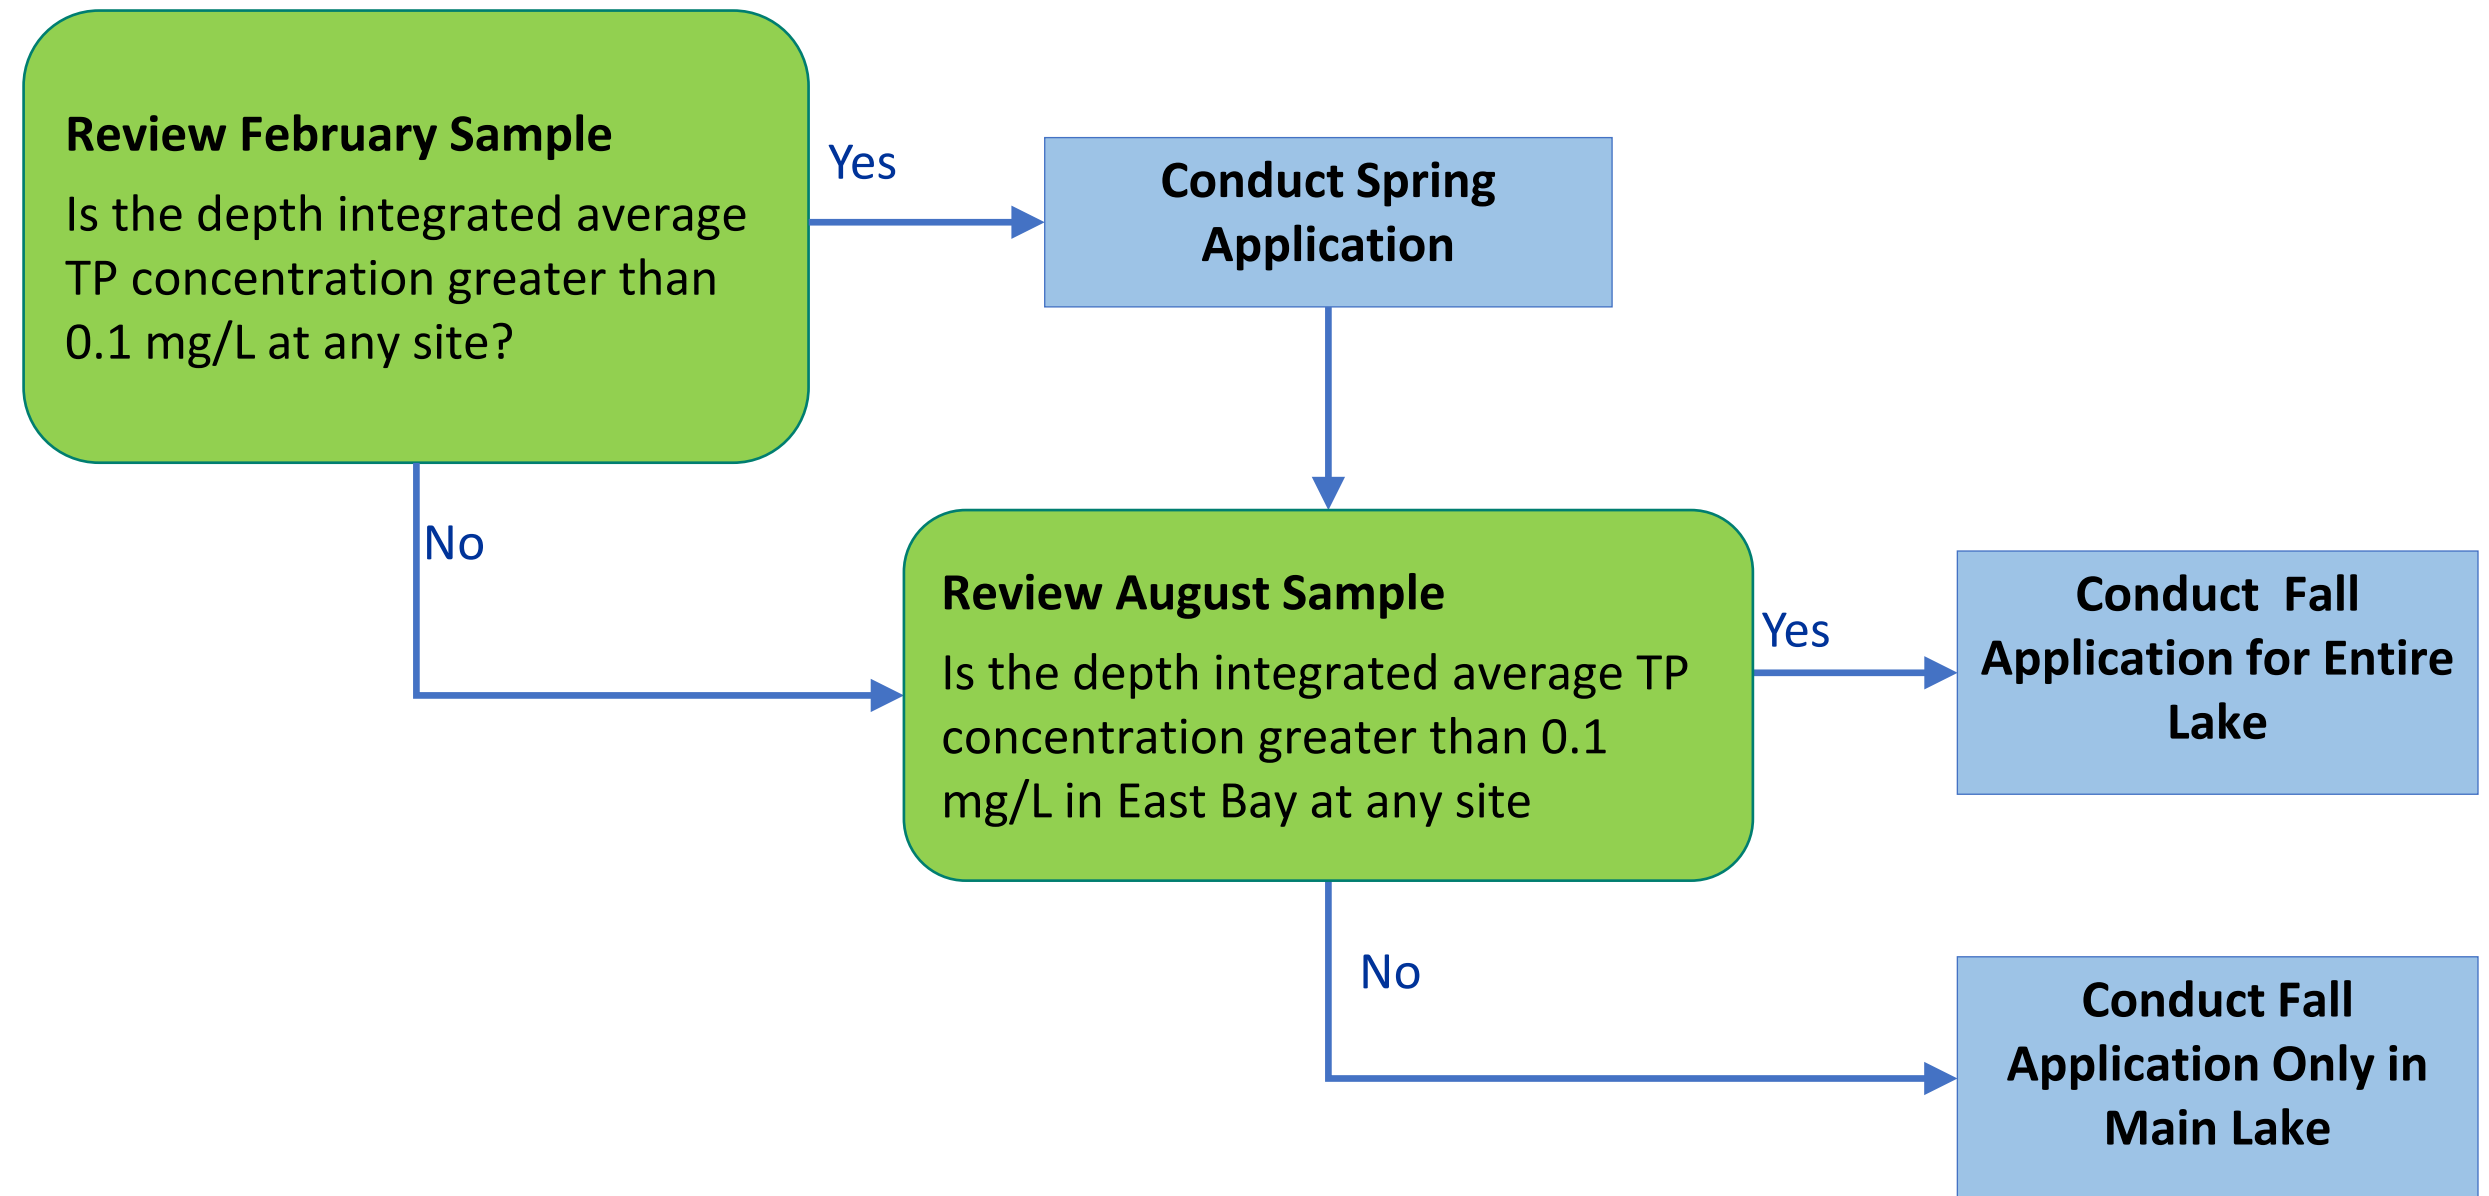 Review February Sample
Is the depth integrated average
TP concentration greater than
0.1 mg/L at any site?
Yes
Conduct Spring
Application
No
Review August Sample
Is the depth integrated average TP
concentration greater than 0.1
mg/L in East Bay at any site
Yes
Conduct  Fall
Application for Entire
Lake
No
Conduct Fall
Application Only in
Main Lake